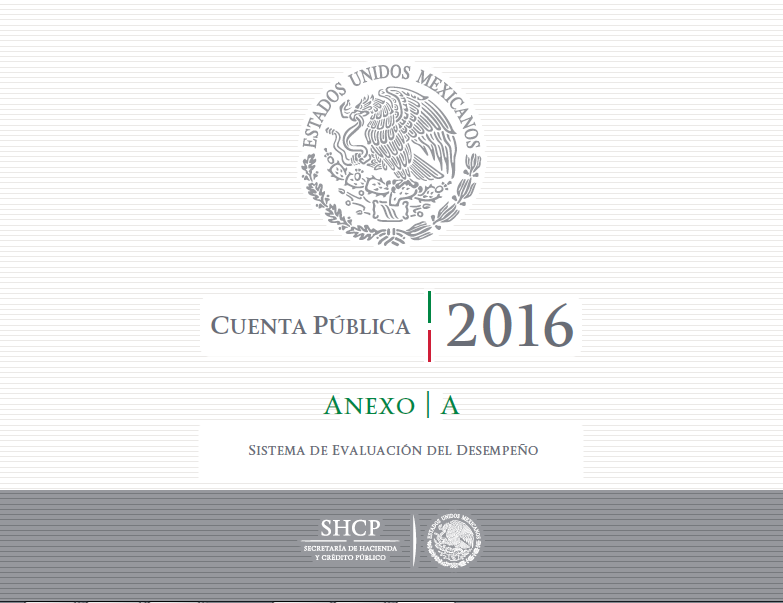 ESTADOS UNIDOS MEXICANOS
CUENTA PÚBLICA 2016
ANEXO A
SISTEMA DE EVALUACIÓN DEL DESEMPEÑO
SHCP
SECRETARÍA DE HACIENDA
Y CRÉDITO PÚBLICO
ESTADOS UNIDOS MEXICANOS